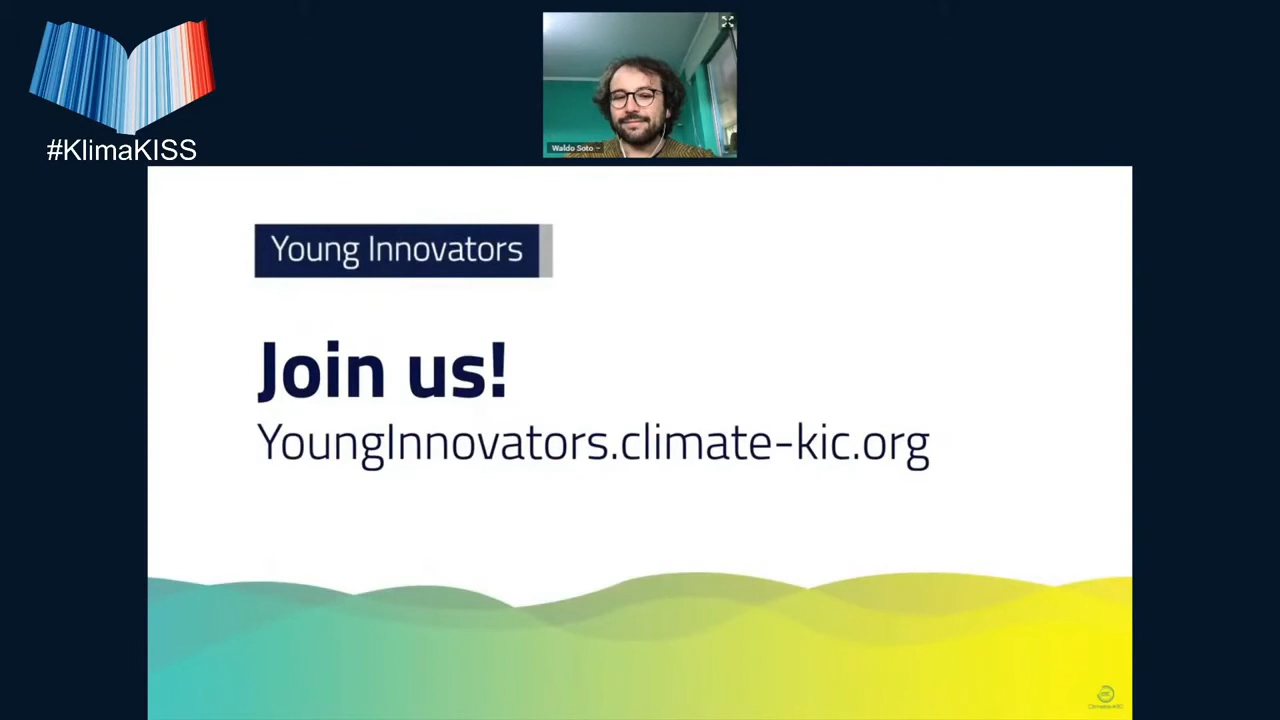 #KlimaKISS
Waldo Soto
Young Innovators
Join us!
YoungInnovators.climate-kic.org